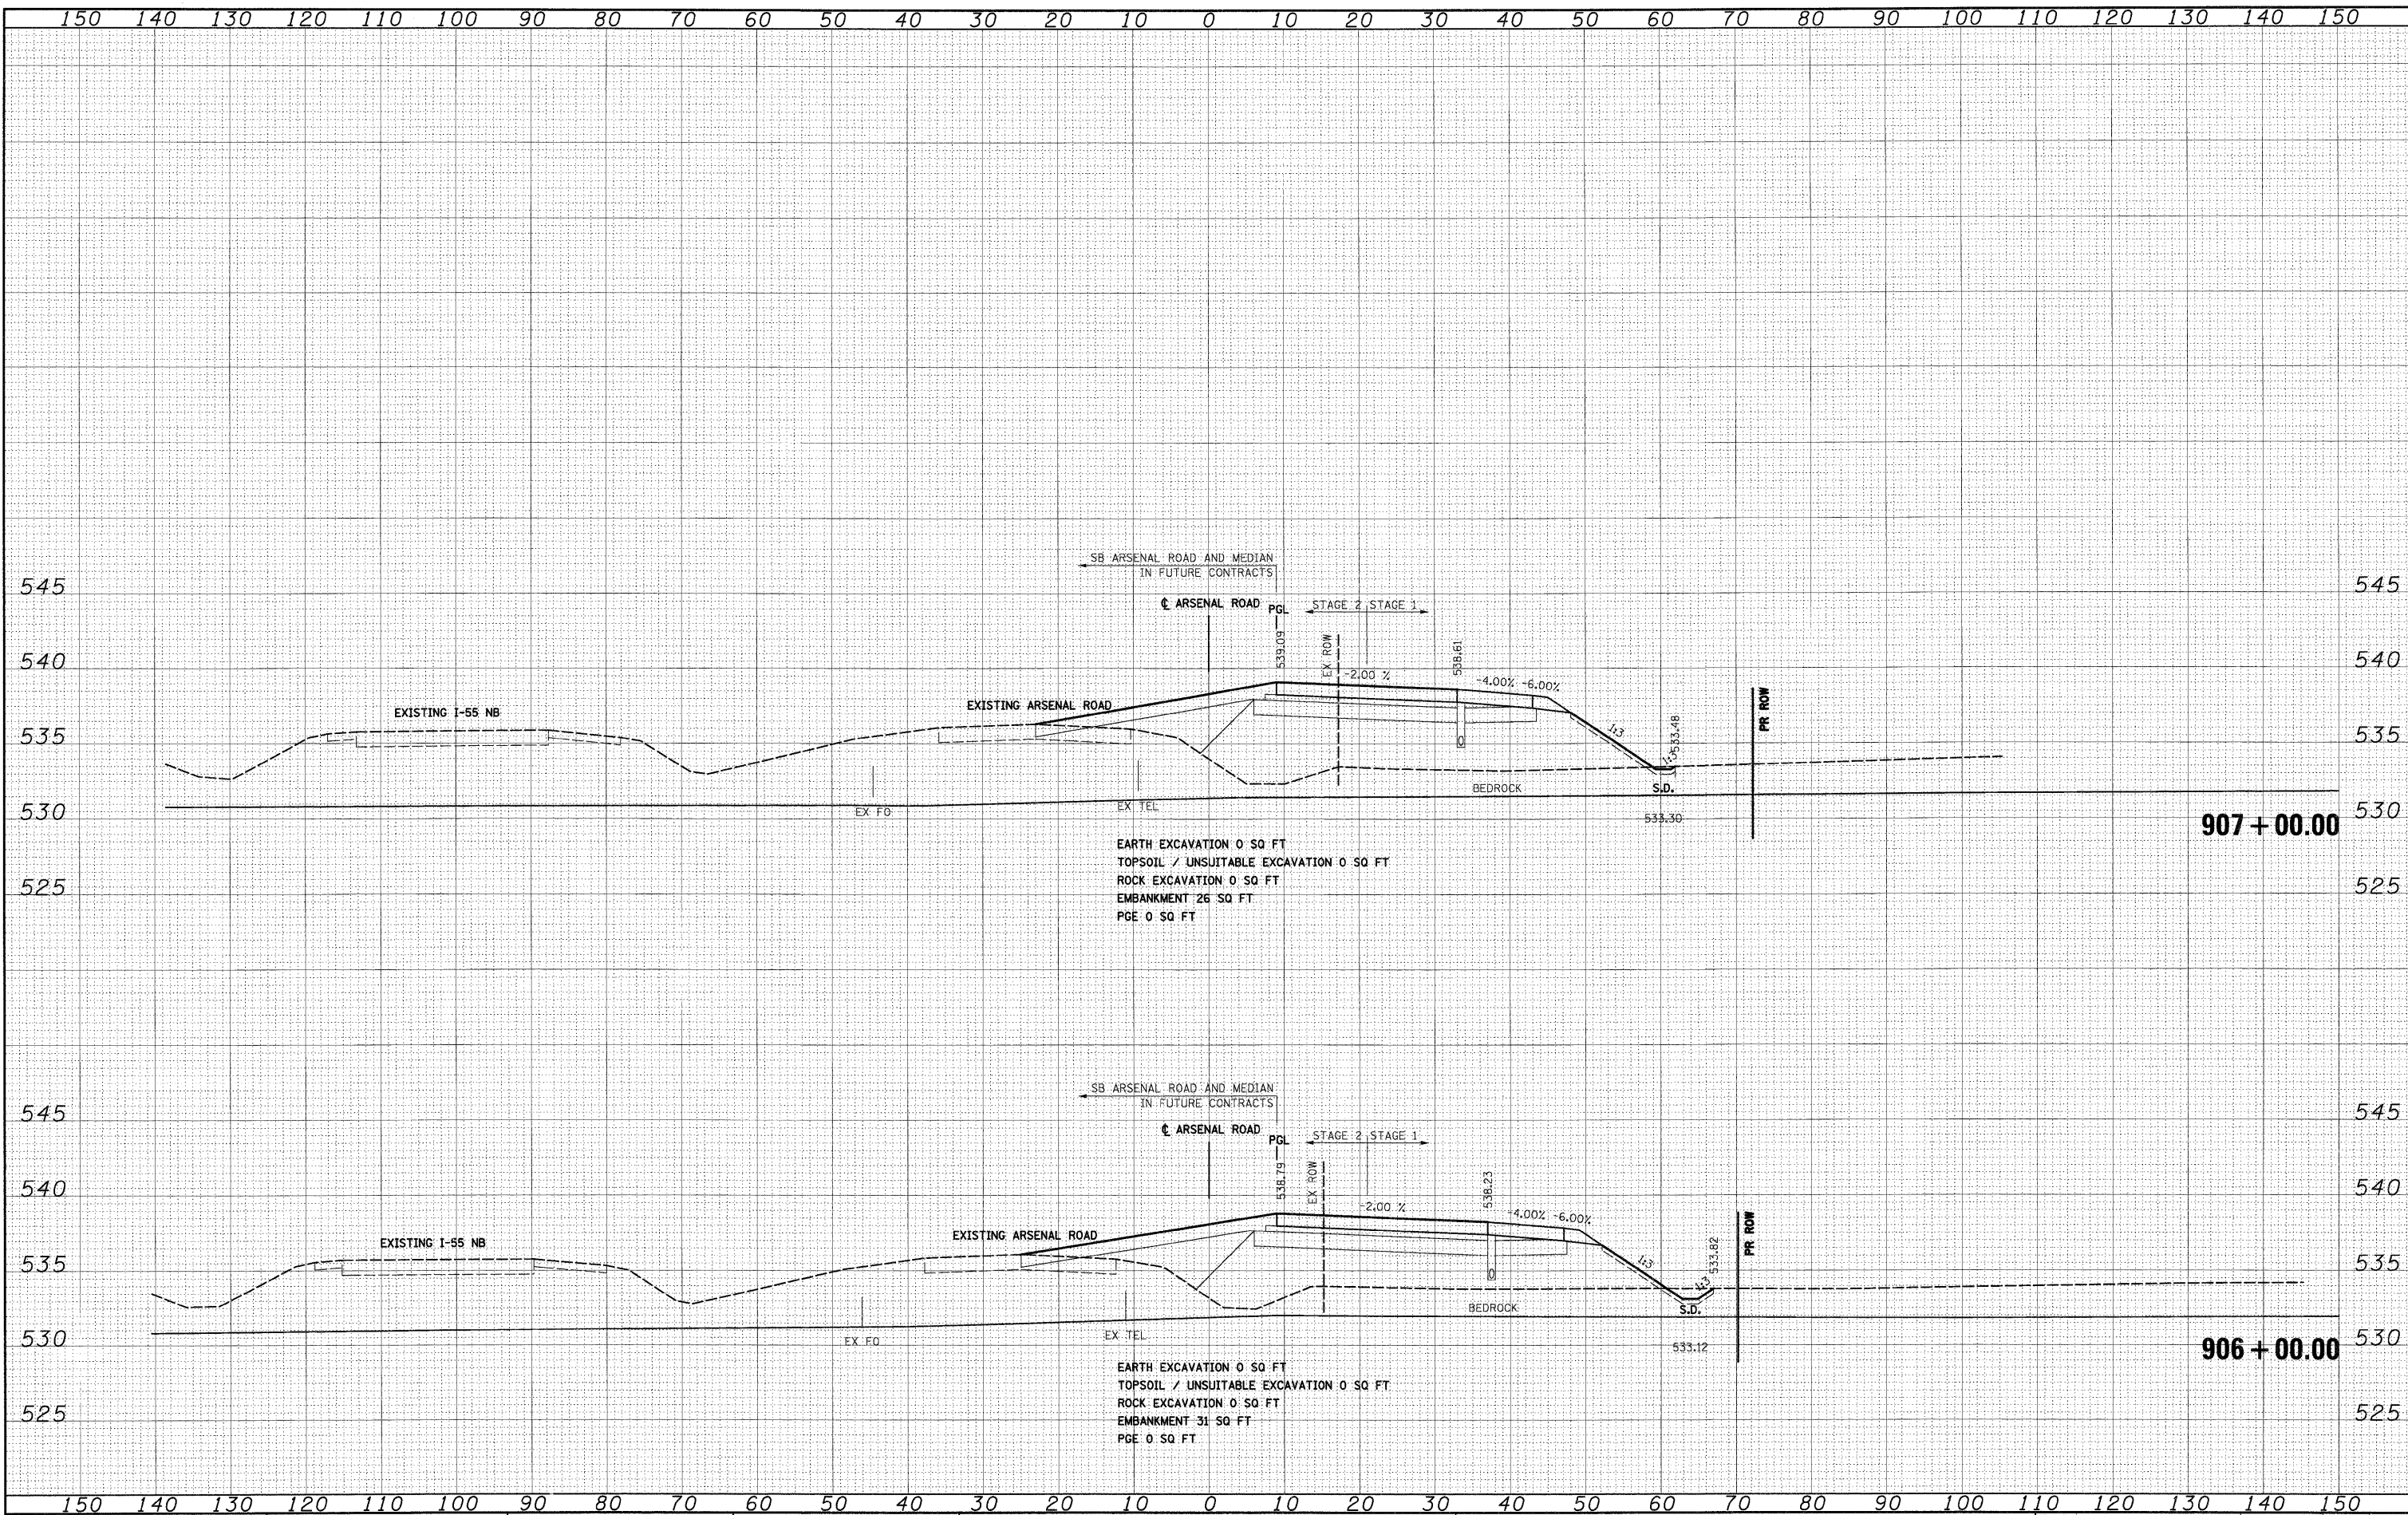 150 140 130 120 110 100 90 80 70 60 50 40 30 20 10 0 10 20 30 40 50 60 70 80 90 100 110 120 130 140 150
SB ARSENAL ROAD AND MEDIAN
IN FUTURE CONTRACTS
545 545
℄ ARSENAL ROAD PGL STAGE 2 STAGE 1
539.09
EX ROW
538.61
540 540
-2.00 % -4.00% -6.00%
PR ROW
EXISTING I-55 NB
EXISTING ARSENAL ROAD
1:3
1:3
533.48
535 535
BEDROCK
S.D.
EX FO
EX TEL
530 530
533.30
907+00.00
EARTH EXCAVATION 0 SQ FT
TOPSOIL / UNSUITABLE EXCAVATION 0 SQ FT
ROCK EXCAVATION 0 SQ FT
525 525
EMBANKMENT 26 SQ FT
PGE 0 SQ FT
SB ARSENAL ROAD AND MEDIAN
IN FUTURE CONTRACTS
545 545
℄ ARSENAL ROAD PGL STAGE 2 STAGE 1
538.79
EX ROW
538.23
540 540
-2.00 % -4.00% -6.00%
PR ROW
EXISTING I-55 NB
EXISTING ARSENAL ROAD
1:3
1:3
533.82
535 535
BEDROCK
S.D.
EX FO
EX TEL
530 530
533.12
906+00.00
EARTH EXCAVATION 0 SQ FT
TOPSOIL / UNSUITABLE EXCAVATION 0 SQ FT
ROCK EXCAVATION 0 SQ FT
525 525
EMBANKMENT 31 SQ FT
PGE 0 SQ FT
150 140 130 120 110 100 90 80 70 60 50 40 30 20 10 0 10 20 30 40 50 60 70 80 90 100 110 120 130 140 150